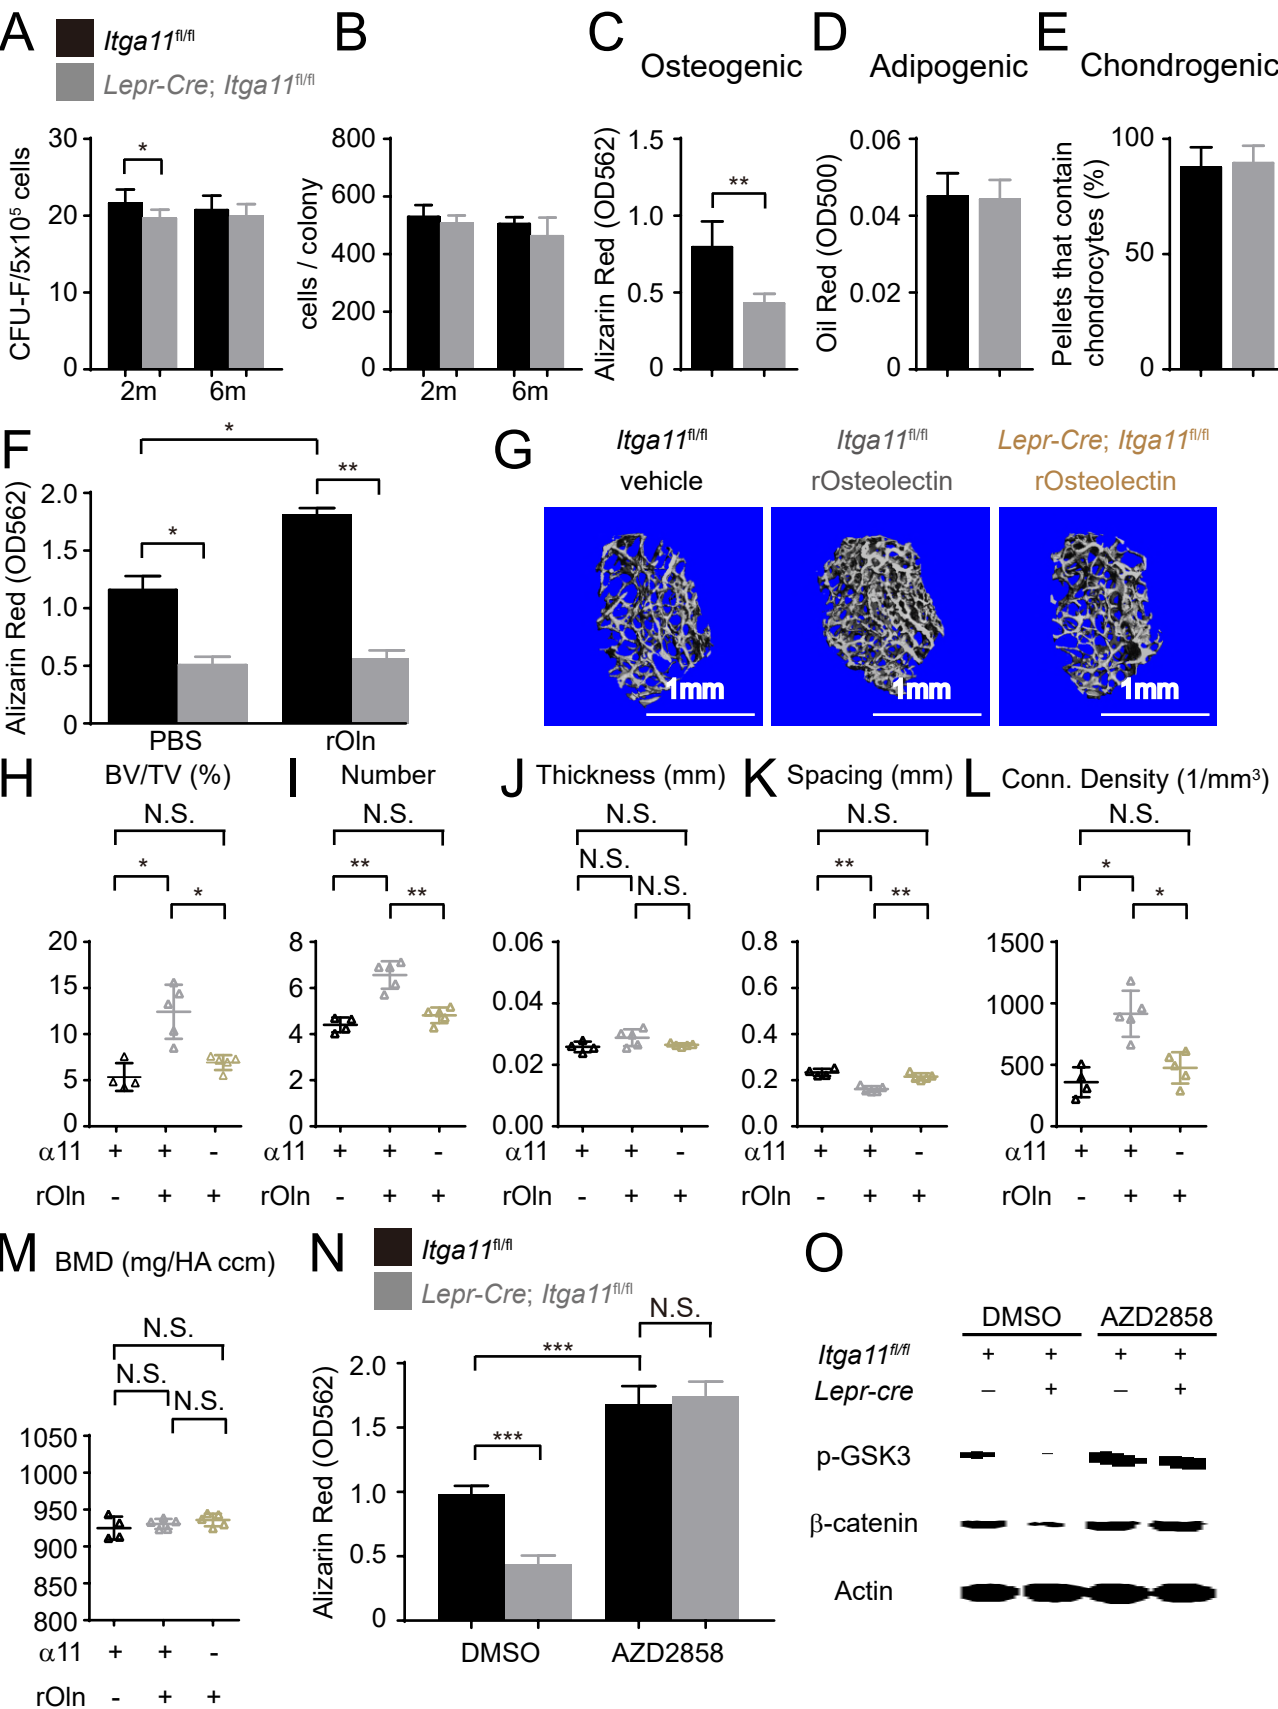 A
Itga11fl/fl
Lepr-Cre; Itga11fl/fl
CFU-F/5x10⁵ cells
30
20
10
0
*
2m
6m
B
cells / colony
800
600
400
200
0
2m
6m
C
Osteogenic
Alizarin Red (OD562)
1.5
1.0
0.5
0
**
D
Adipogenic
Oil Red (OD500)
0.06
0.04
0.02
0
E
Chondrogenic
Pellets that contain
chondrocytes (%)
100
50
0
F
Alizarin Red (OD562)
2.0
1.5
1.0
0.5
0
*
*
**
PBS
rOln
G
Itga11fl/fl
vehicle
Itga11fl/fl
rOsteolectin
Lepr-Cre; Itga11fl/fl
rOsteolectin
1mm
1mm
1mm
H
BV/TV (%)
N.S.
*
*
20
15
10
5
0
α11 + + -
rOln - + +
I
Number
N.S.
**
**
8
6
4
2
0
α11 + + -
rOln - + +
J
Thickness (mm)
N.S.
N.S.
N.S.
0.06
0.04
0.02
0.00
α11 + + -
rOln - + +
K
Spacing (mm)
N.S.
**
**
0.8
0.6
0.4
0.2
0.0
α11 + + -
rOln - + +
L
Conn. Density (1/mm³)
N.S.
*
*
1500
1000
500
0
α11 + + -
rOln - + +
M
BMD (mg/HA ccm)
N.S.
N.S.
N.S.
1050
1000
950
900
850
800
α11 + + -
rOln - + +
N
Itga11fl/fl
Lepr-Cre; Itga11fl/fl
Alizarin Red (OD562)
2.0
1.5
1.0
0.5
0
***
***
N.S.
DMSO
AZD2858
O
DMSO AZD2858
Itga11fl/fl + + + +
Lepr-cre – + – +
p-GSK3
β-catenin
Actin